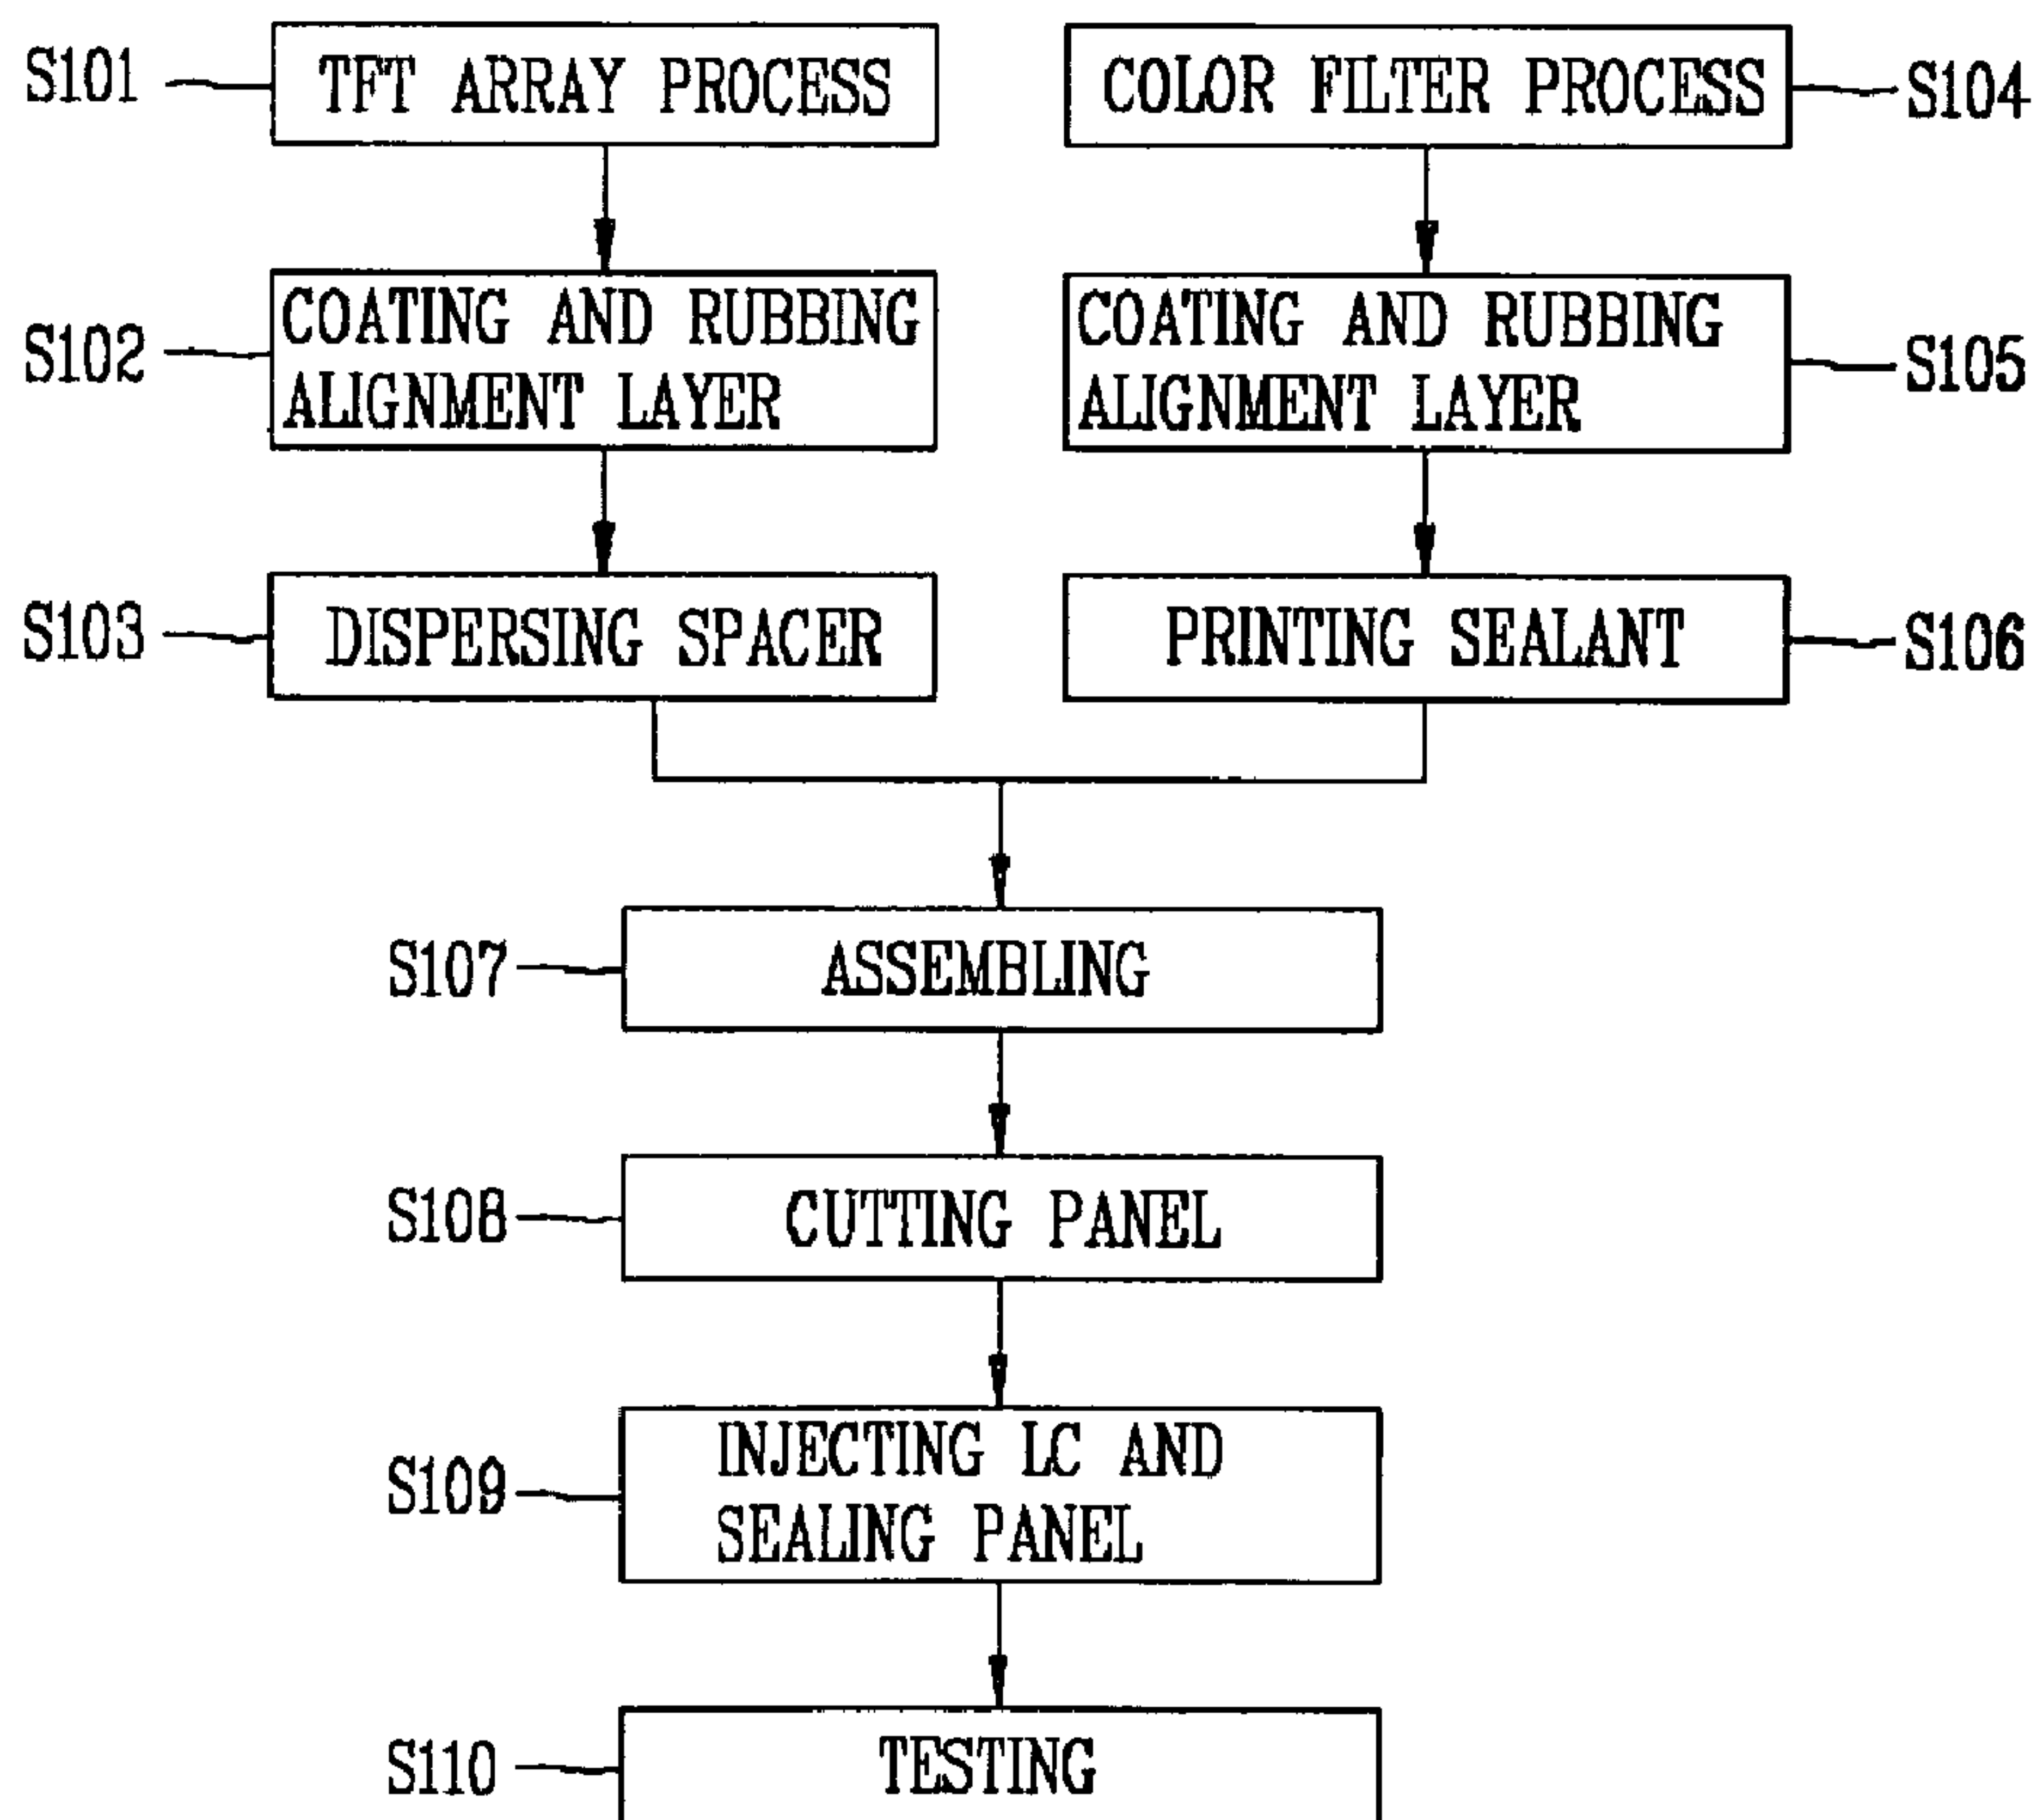 S101
TFT ARRAY PROCESS
COLOR FILTER PROCESS
S104
S102
COATING AND RUBBING
ALIGNMENT LAYER
COATING AND RUBBING
ALIGNMENT LAYER
S105
S103
DISPERSING SPACER
PRINTING SEALANT
S106
S107
ASSEMBLING
S108
CUTTING PANEL
S109
INJECTING LC AND
SEALING PANEL
S110
TESTING